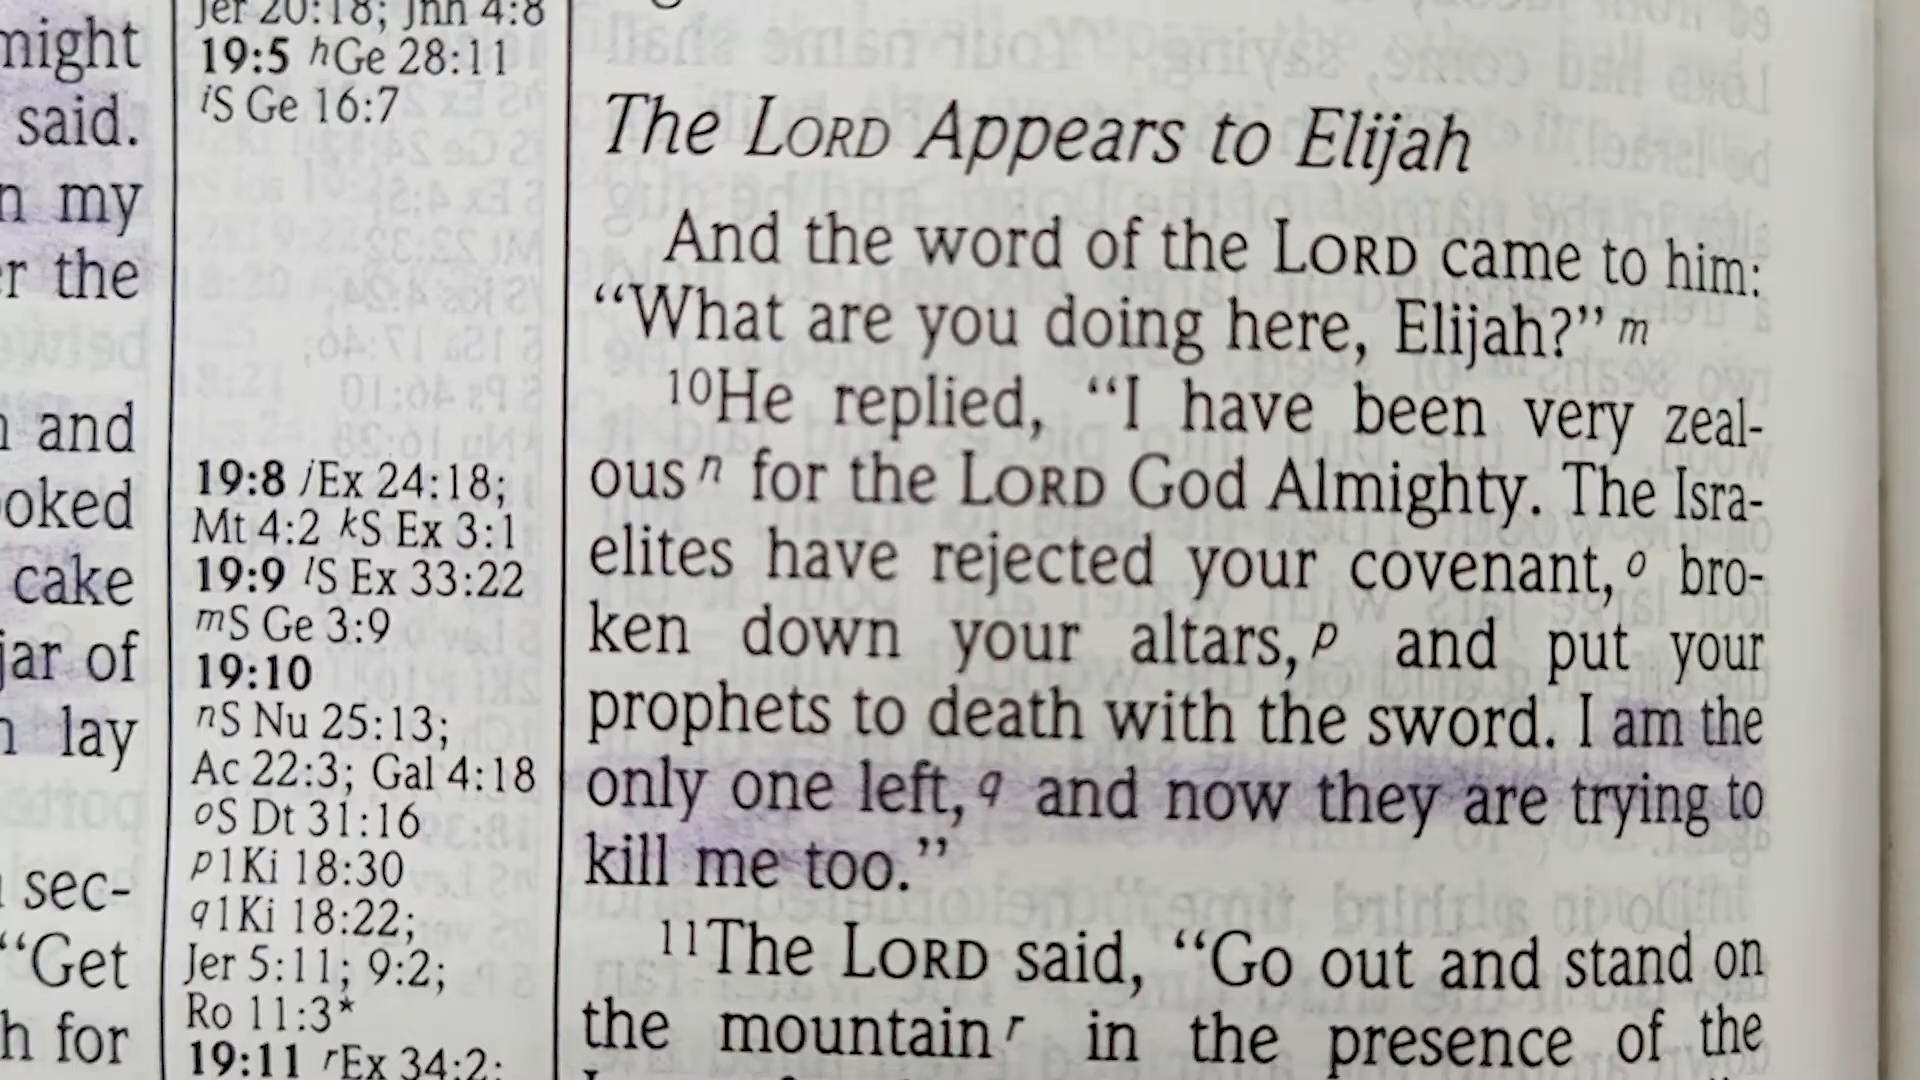 might
said.
my
the
and
cake
jar of
lay
sec-
“Get
for
Jer 20:18; Jnh 4:8
19:5 hGe 28:11
iS Ge 16:7
19:8 jEx 24:18;
Mt 4:2 kS Ex 3:1
19:9 lS Ex 33:22
mS Ge 3:9
19:10
nS Nu 25:13;
Ac 22:3; Gal 4:18
oS Dt 31:16
p1Ki 18:30
q1Ki 18:22;
Jer 5:11; 9:2;
Ro 11:3*
19:11 rEx 34:2;
The LORD Appears to Elijah
And the word of the LORD came to him:
“What are you doing here, Elijah?” m
10He replied, “I have been very zeal-
ous n for the LORD God Almighty. The Isra-
elites have rejected your covenant, o bro-
ken down your altars, p and put your
prophets to death with the sword. I am the
only one left, q and now they are trying to
kill me too.”
11The LORD said, “Go out and stand on
the mountain r in the presence of the